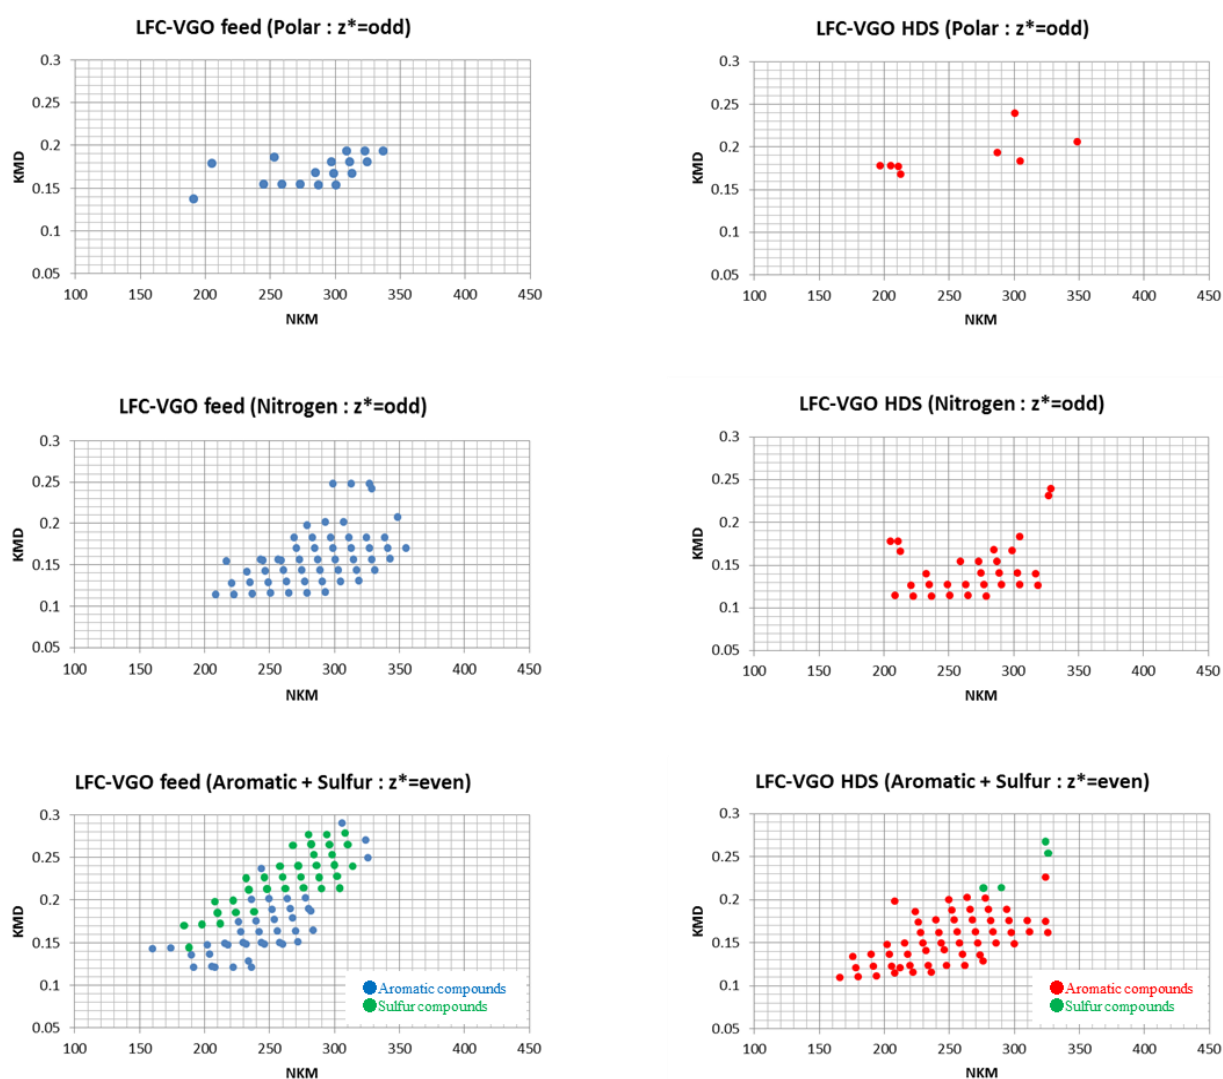 LFC-VGO feed (Polar : z*=odd)
0.3
0.25
0.2
0.15
0.1
0.05
KMD
100 150 200 250 300 350 400 450
NKM
LFC-VGO HDS (Polar : z*=odd)
0.3
0.25
0.2
0.15
0.1
0.05
KMD
100 150 200 250 300 350 400 450
NKM
LFC-VGO feed (Nitrogen : z*=odd)
0.3
0.25
0.2
0.15
0.1
0.05
KMD
100 150 200 250 300 350 400 450
NKM
LFC-VGO HDS (Nitrogen : z*=odd)
0.3
0.25
0.2
0.15
0.1
0.05
KMD
100 150 200 250 300 350 400 450
NKM
LFC-VGO feed (Aromatic + Sulfur : z*=even)
0.3
0.25
0.2
0.15
0.1
0.05
KMD
Aromatic compounds
Sulfur compounds
100 150 200 250 300 350 400 450
NKM
LFC-VGO HDS (Aromatic + Sulfur : z*=even)
0.3
0.25
0.2
0.15
0.1
0.05
KMD
Aromatic compounds
Sulfur compounds
100 150 200 250 300 350 400 450
NKM